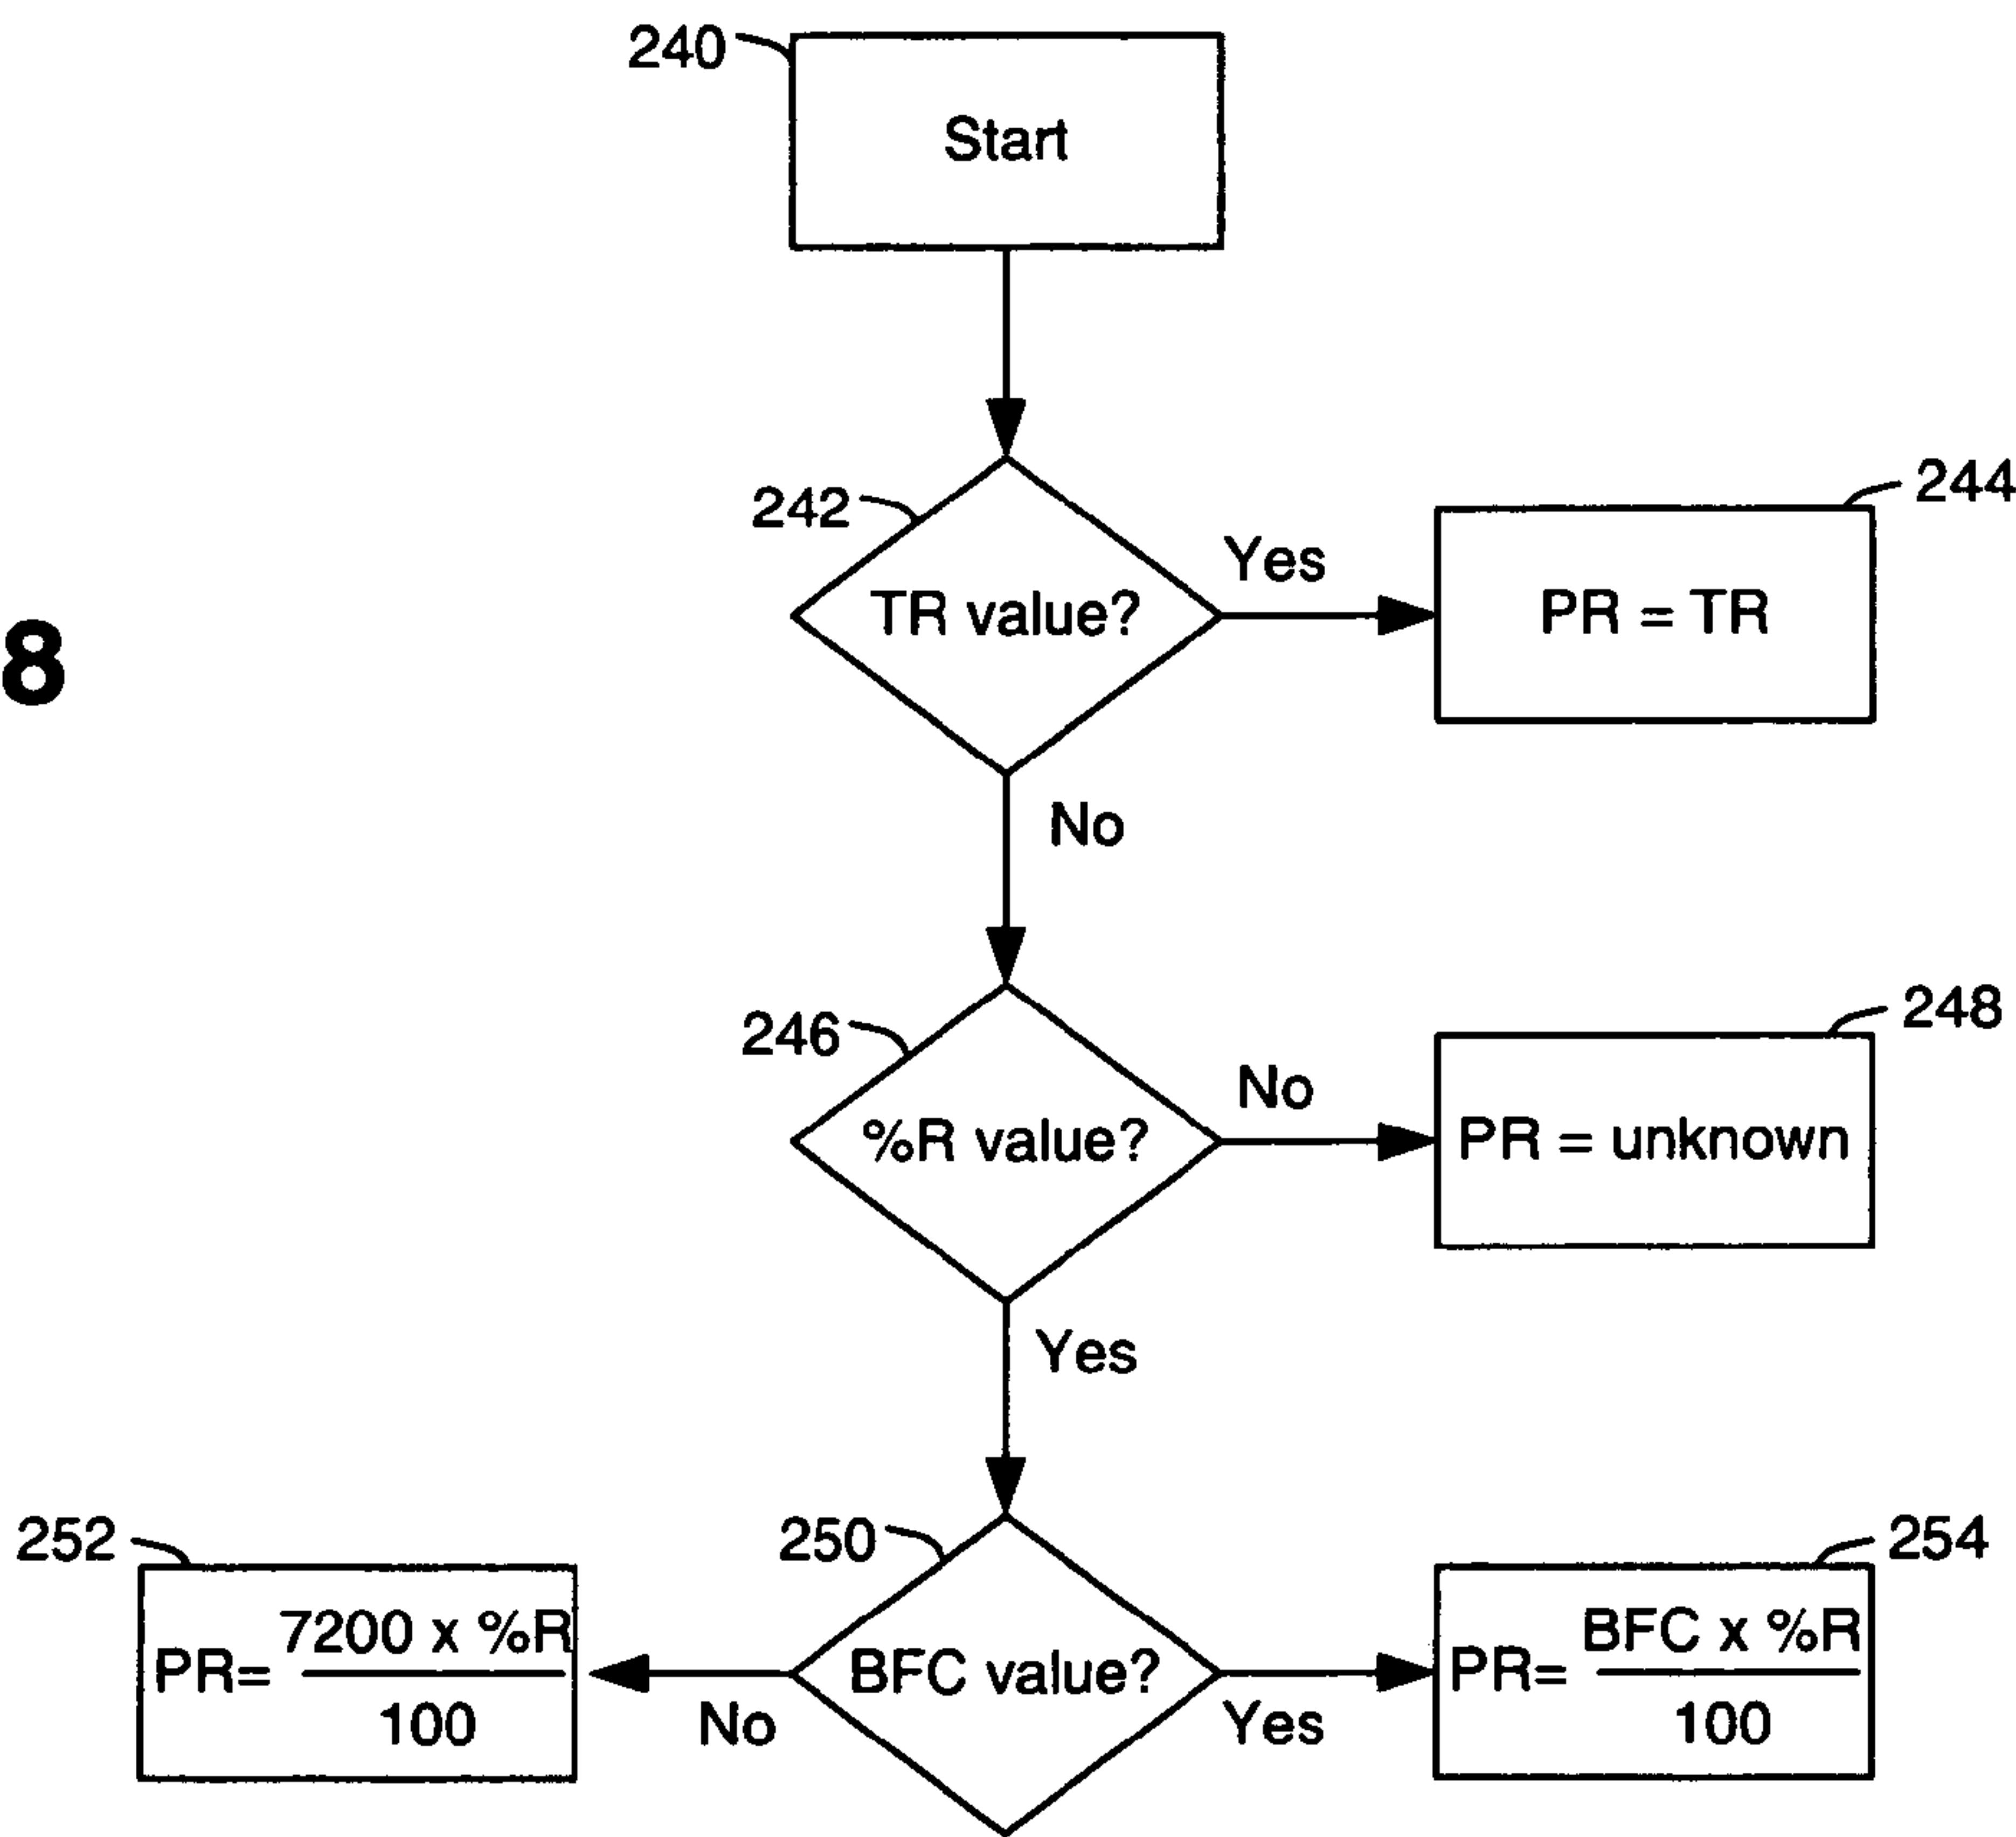 240
Start
242
TR value?
Yes
244
PR = TR
8
No
246
%R value?
No
248
PR = unknown
Yes
252
PR= 7200 x %R
100
250
BFC value?
No
Yes
254
PR= BFC x %R
100